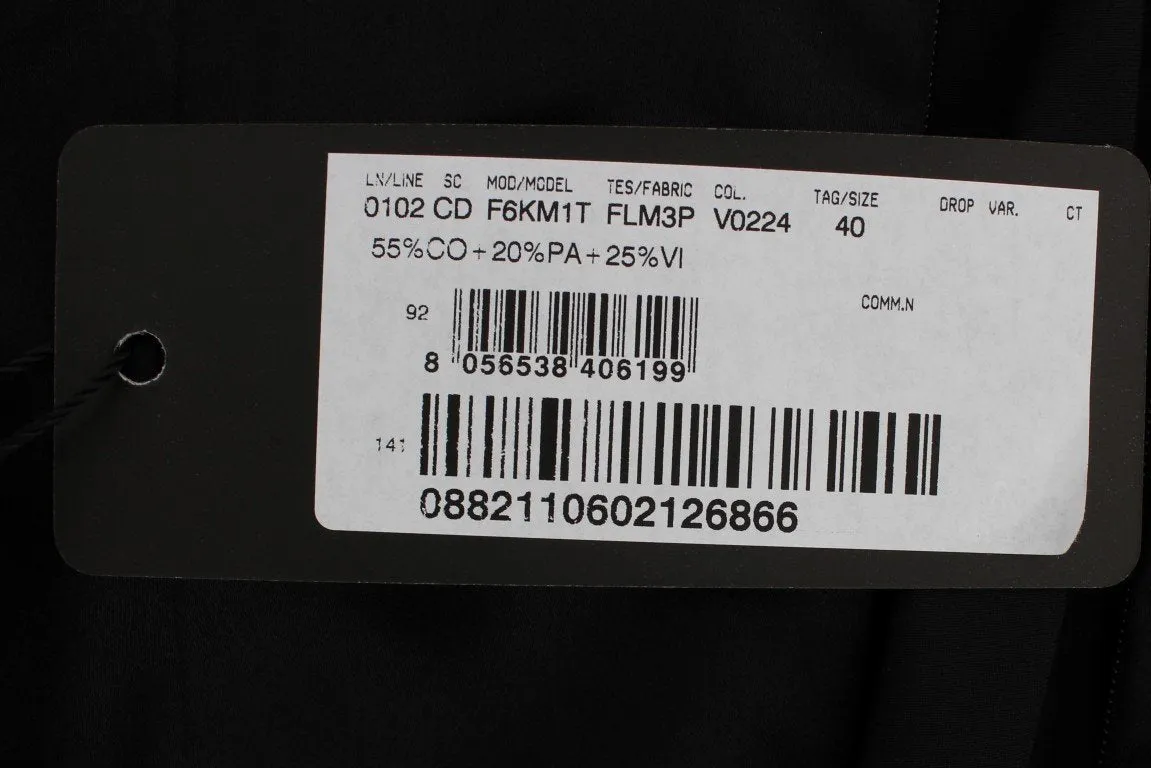 LN/LINE SC MOD/MODEL TES/FABRIC COL. TAG/SIZE DROP VAR. CT
0102 CD F6KM1T FLM3P V0224 40
55%CO+20%PA+25%VI
COMM.N
92
8 056538 406199
141
0882110602126866